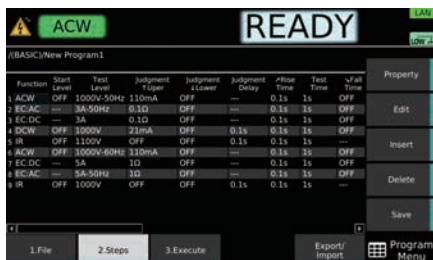 ACW READY LAN
LOW
/(BASIC)/New Program1
Function Start Level Test Level Judgment ↑Uper Judgment ↓Lower Judgment Delay ↗Rise Time Test Time ↘Fall Time
1 ACW OFF 1000V-50Hz 110mA OFF --- 0.1s 1s OFF
2 EC:AC --- 3A-50Hz 0.1Ω OFF --- 0.1s 1s OFF
3 EC:DC --- 3A 0.1Ω OFF --- 0.1s 1s OFF
4 DCW OFF 1000V 21mA OFF 0.1s 0.1s 1s OFF
5 IR OFF 1100V OFF OFF 0.1s 0.1s 1s ---
6 ACW OFF 1000V-60Hz 110mA OFF --- 0.1s 1s OFF
7 EC:DC --- 5A 1Ω OFF --- 0.1s 1s OFF
8 EC:AC --- 5A-50Hz 1Ω OFF --- 0.1s 1s OFF
9 IR OFF 1000V OFF OFF 0.1s 0.1s 1s ---
Property
Edit
Insert
Delete
Save
1.File 2.Steps 3.Execute Export/Import Program Menu